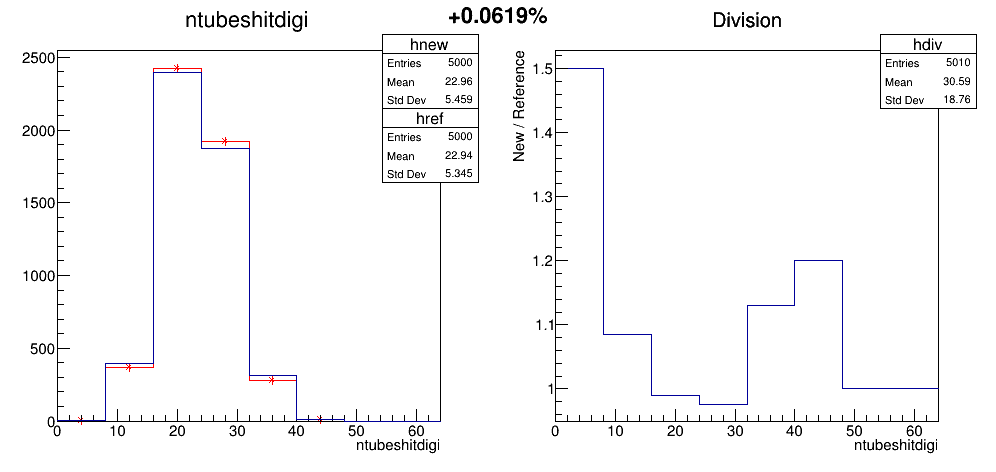 +0.0619%
ntubeshitdigi
hnew
Entries 5000
Mean 22.96
Std Dev 5.459
href
Entries 5000
Mean 22.94
Std Dev 5.345
2500
2000
1500
1000
500
0
0 10 20 30 40 50 60
ntubeshitdigi
Division
hdiv
Entries 5010
Mean 30.59
Std Dev 18.76
New / Reference
1.5
1.4
1.3
1.2
1.1
1
0 10 20 30 40 50 60
ntubeshitdigi